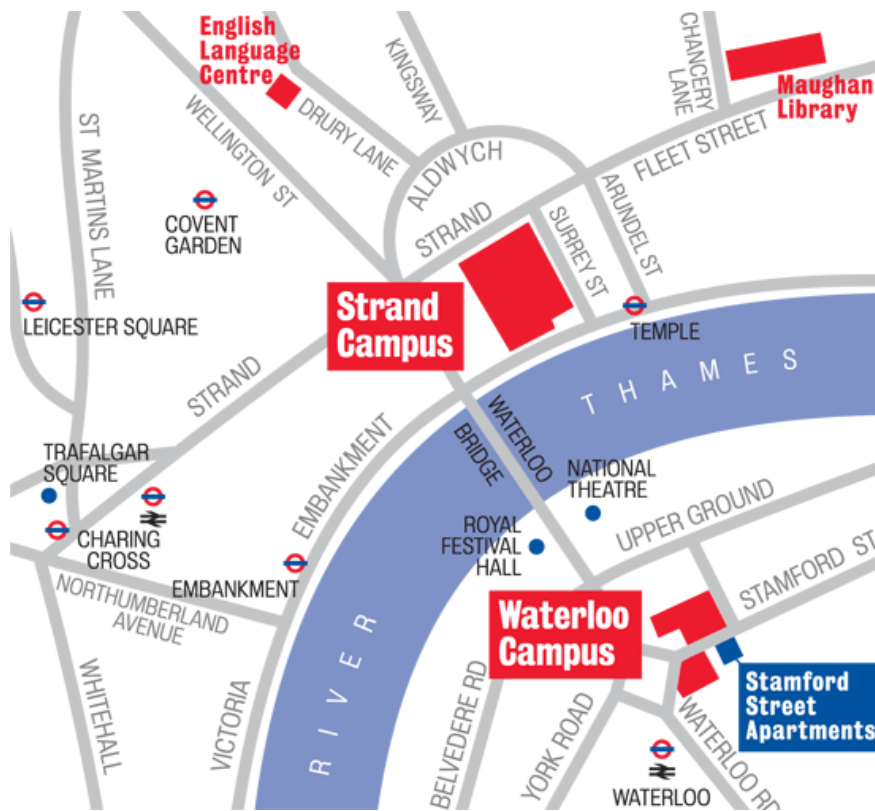 English
Language
Centre
KINGSWAY
CHANCERY
LANE
Maughan
Library
ST MARTINS LANE
WELLINGTON ST
DRURY LANE
ALDWYCH
FLEET STREET
COVENT
GARDEN
STRAND
SURREY ST
ARUNDEL ST
LEICESTER SQUARE
Strand
Campus
TEMPLE
STRAND
THAMES
TRAFALGAR
SQUARE
EMBANKMENT
WATERLOO
BRIDGE
NATIONAL
THEATRE
UPPER GROUND
CHARING
CROSS
ROYAL
FESTIVAL
HALL
STAMFORD ST
NORTHUMBERLAND
AVENUE
EMBANKMENT
Waterloo
Campus
RIVER
WHITEHALL
VICTORIA
BELVEDERE RD
YORK ROAD
WATERLOO RD
Stamford
Street
Apartments
WATERLOO